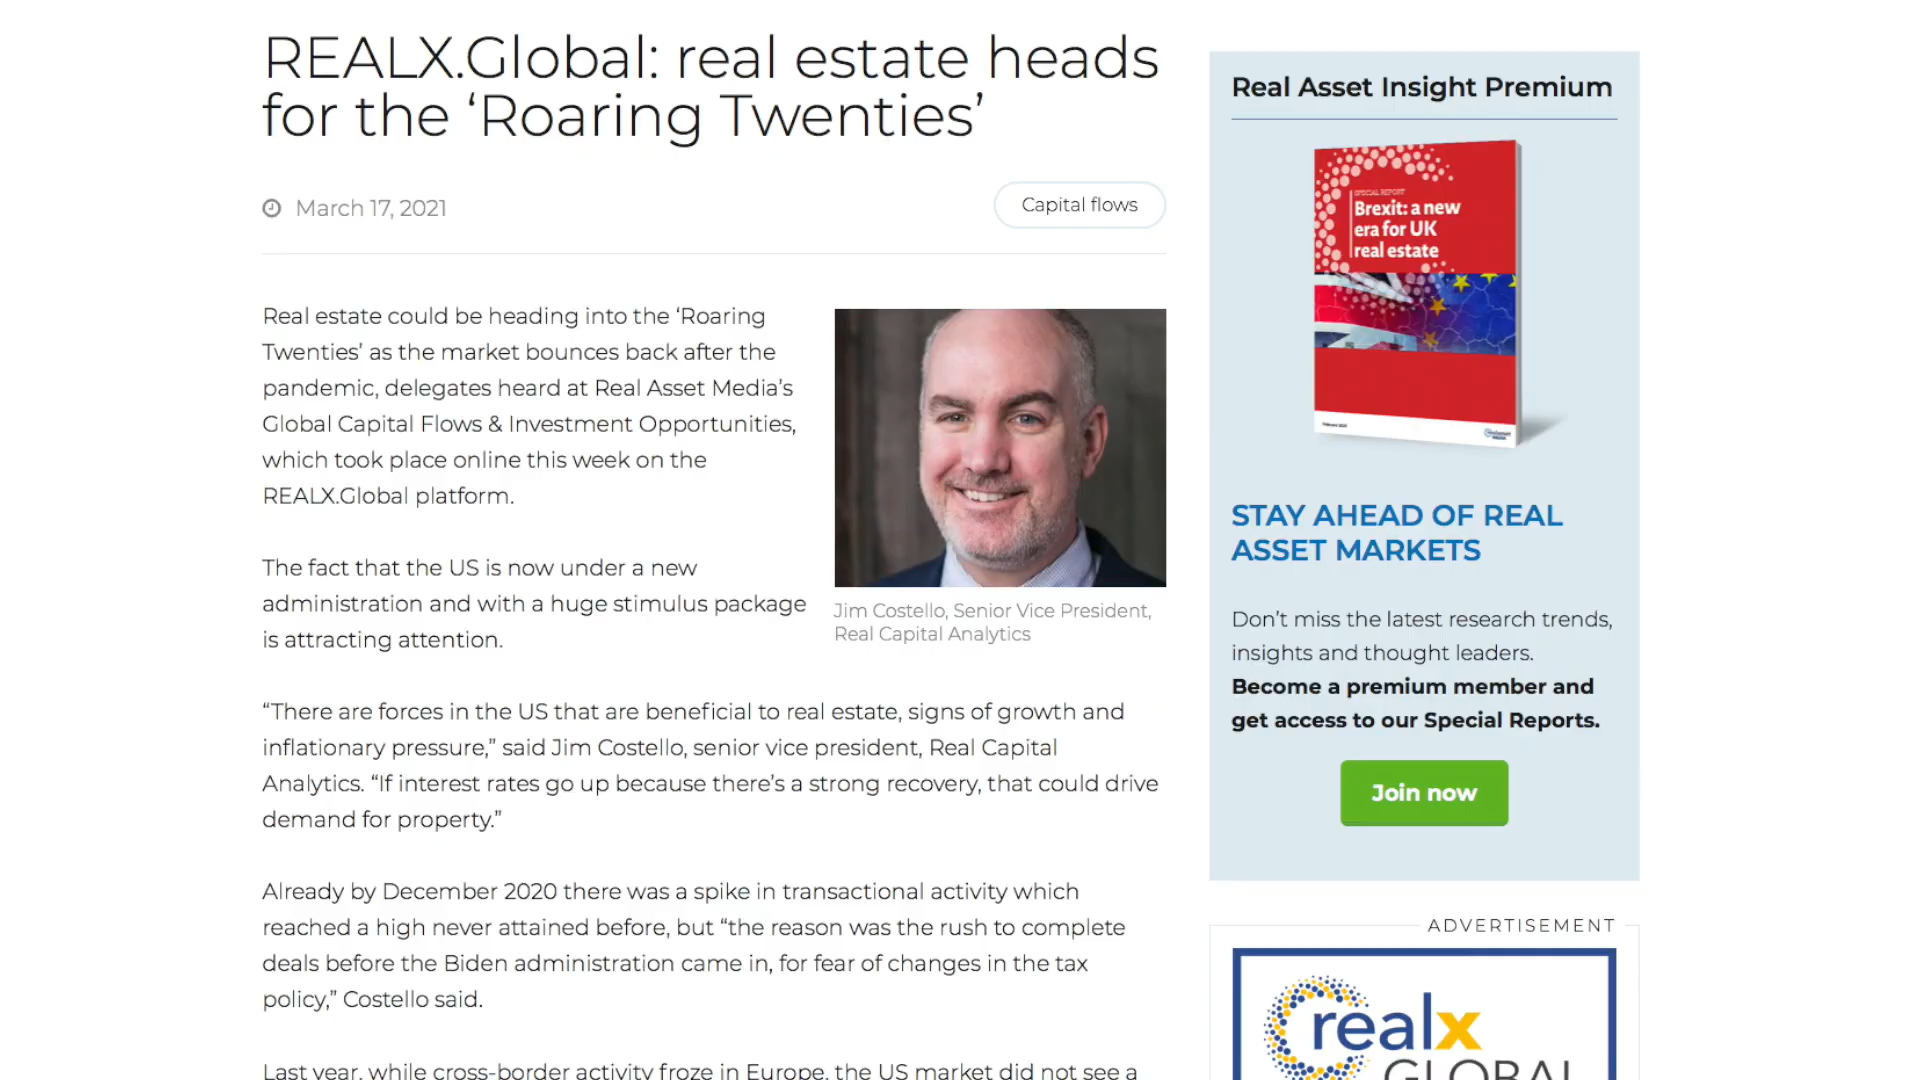 REALX.Global: real estate heads
for the ‘Roaring Twenties’
March 17, 2021
Capital flows
Real estate could be heading into the ‘Roaring
Twenties’ as the market bounces back after the
pandemic, delegates heard at Real Asset Media’s
Global Capital Flows & Investment Opportunities,
which took place online this week on the
REALX.Global platform.
The fact that the US is now under a new
administration and with a huge stimulus package
is attracting attention.
Jim Costello, Senior Vice President,
Real Capital Analytics
“There are forces in the US that are beneficial to real estate, signs of growth and
inflationary pressure,” said Jim Costello, senior vice president, Real Capital
Analytics. “If interest rates go up because there’s a strong recovery, that could drive
demand for property.”
Already by December 2020 there was a spike in transactional activity which
reached a high never attained before, but “the reason was the rush to complete
deals before the Biden administration came in, for fear of changes in the tax
policy,” Costello said.
Last year, while cross-border activity froze in Europe, the US market did not see a
Real Asset Insight Premium
SPECIAL REPORT
Brexit: a new
era for UK
real estate
STAY AHEAD OF REAL
ASSET MARKETS
Don’t miss the latest research trends,
insights and thought leaders.
Become a premium member and
get access to our Special Reports.
Join now
ADVERTISEMENT
realx
GLOBAL